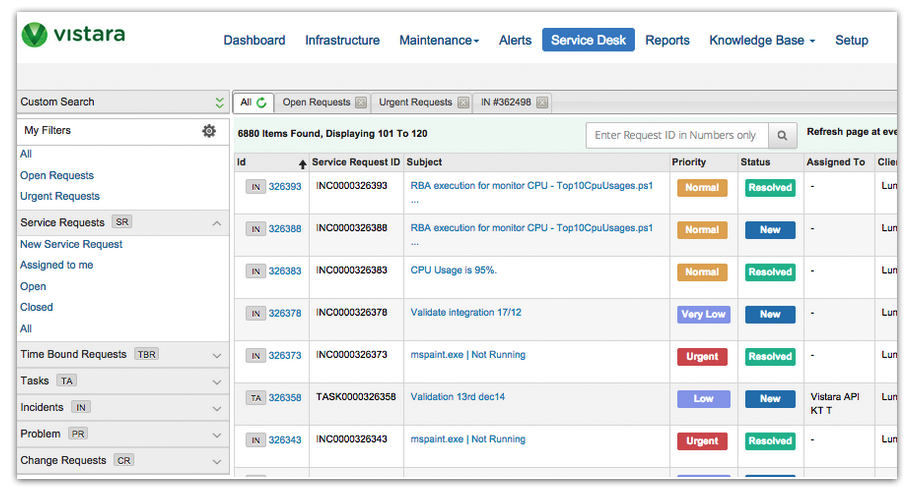 vistara
Dashboard Infrastructure Maintenance Alerts Service Desk Reports Knowledge Base Setup
Custom Search
My Filters
All
Open Requests
Urgent Requests
Service Requests SR
New Service Request
Assigned to me
Open
Closed
All
Time Bound Requests TBR
Tasks TA
Incidents IN
Problem PR
Change Requests CR
All Open Requests Urgent Requests IN #362498
6880 Items Found, Displaying 101 To 120 Enter Request ID in Numbers only Refresh page at eve
Id Service Request ID Subject Priority Status Assigned To Clie
IN 326393 INC0000326393 RBA execution for monitor CPU - Top10CpuUsages.ps1 Normal Resolved - Lun
...
IN 326388 INC0000326388 RBA execution for monitor CPU - Top10CpuUsages.ps1 Normal New - Lun
...
IN 326383 INC0000326383 CPU Usage is 95%. Normal Resolved - Lun
IN 326378 INC0000326378 Validate integration 17/12 Very Low New - Lun
IN 326373 INC0000326373 mspaint.exe | Not Running Urgent Resolved - Lun
TA 326358 TASK0000326358 Validation 13rd dec14 Low New Vistara API Lun
KT T
IN 326343 INC0000326343 mspaint.exe | Not Running Urgent Resolved - Lun